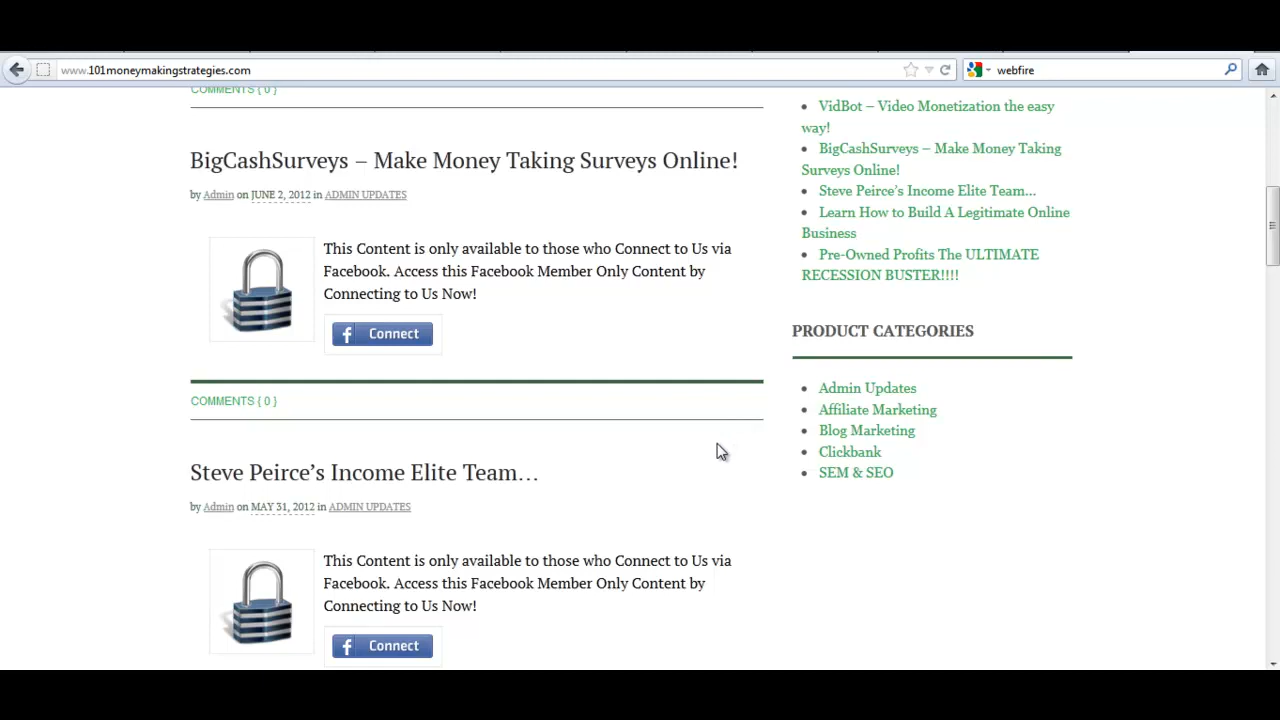 www.101moneymakingstrategies.com
webfire
COMMENTS { 0 }
BigCashSurveys – Make Money Taking Surveys Online!
by Admin on JUNE 2, 2012 in ADMIN UPDATES
This Content is only available to those who Connect to Us via
Facebook. Access this Facebook Member Only Content by
Connecting to Us Now!
f Connect
COMMENTS { 0 }
Steve Peirce’s Income Elite Team…
by Admin on MAY 31, 2012 in ADMIN UPDATES
This Content is only available to those who Connect to Us via
Facebook. Access this Facebook Member Only Content by
Connecting to Us Now!
f Connect
VidBot – Video Monetization the easy
way!
BigCashSurveys – Make Money Taking
Surveys Online!
Steve Peirce’s Income Elite Team…
Learn How to Build A Legitimate Online
Business
Pre-Owned Profits The ULTIMATE
RECESSION BUSTER!!!!
PRODUCT CATEGORIES
Admin Updates
Affiliate Marketing
Blog Marketing
Clickbank
SEM & SEO